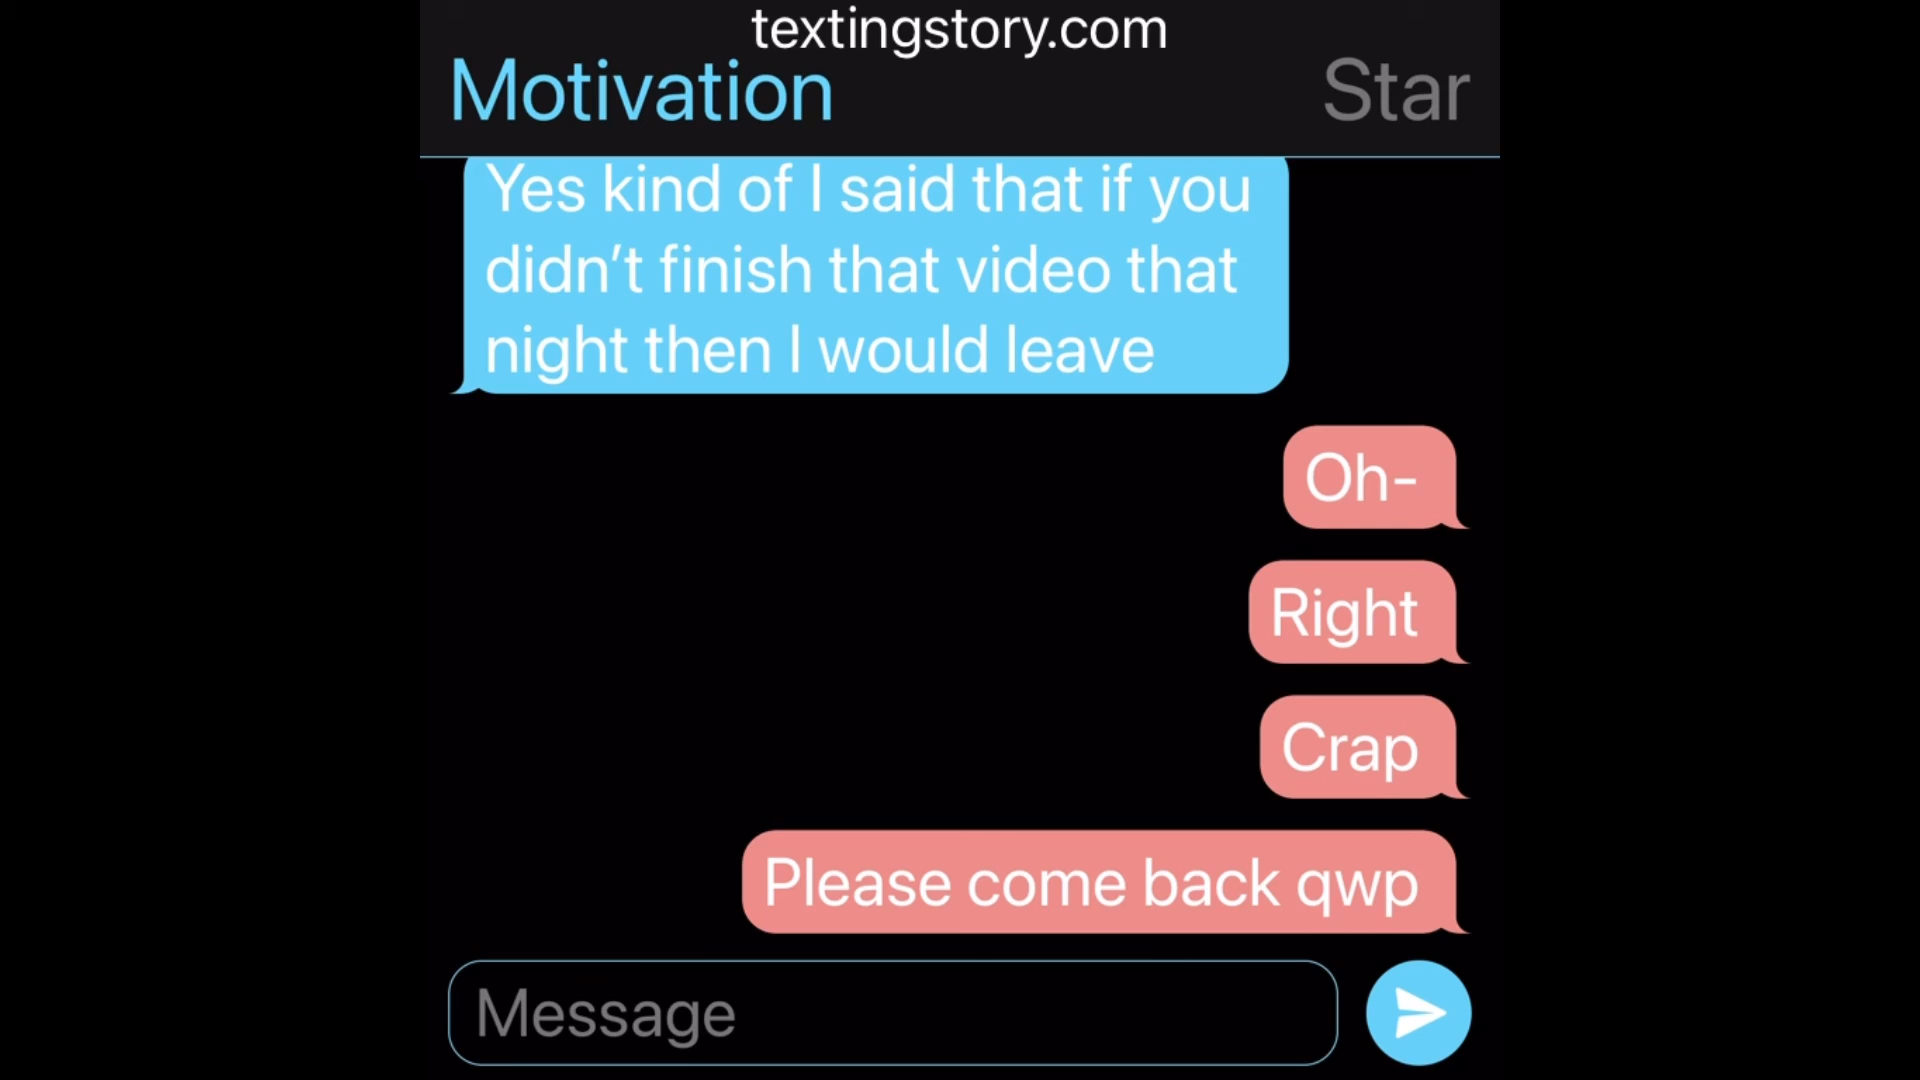 textingstory.com
Motivation
Star
Yes kind of I said that if you
didn’t finish that video that
night then I would leave
Oh-
Right
Crap
Please come back qwp
Message